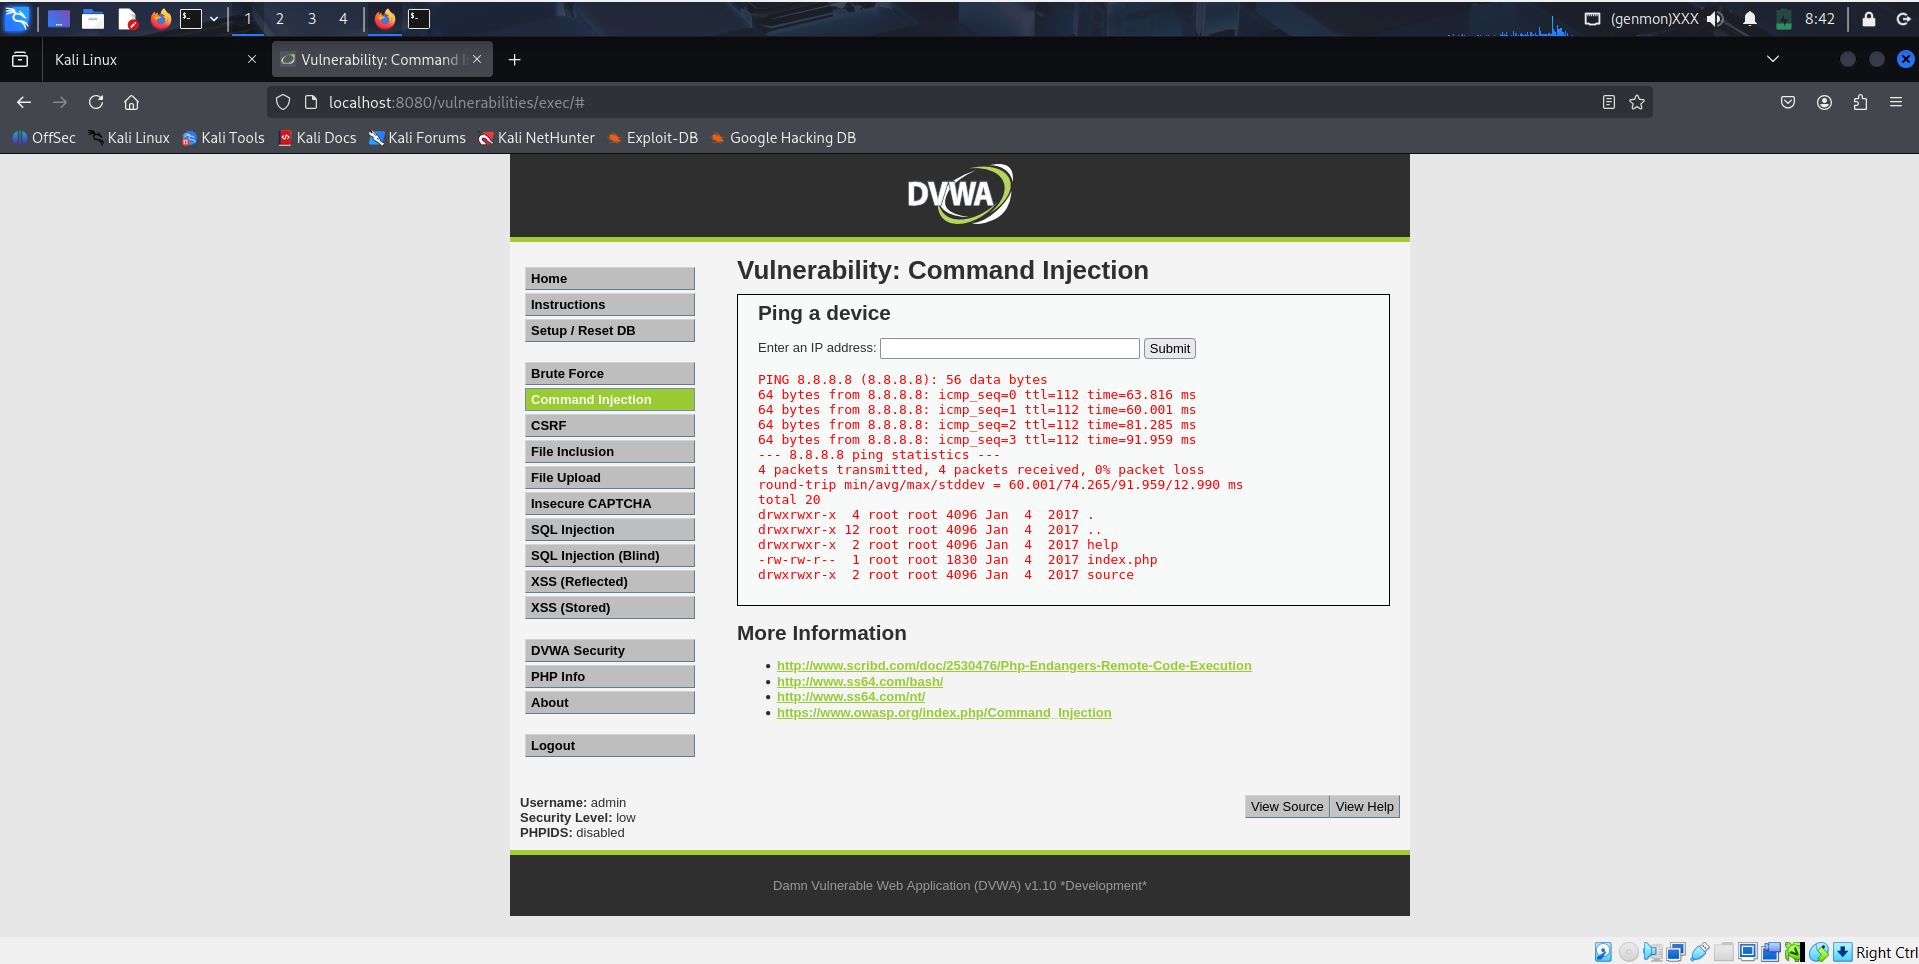 1 2 3 4 (genmon)XXX 8:42
Kali Linux
Vulnerability: Command I
localhost:8080/vulnerabilities/exec/#
OffSec Kali Linux Kali Tools Kali Docs Kali Forums Kali NetHunter Exploit-DB Google Hacking DB
DVWA
Home
Instructions
Setup / Reset DB
Brute Force
Command Injection
CSRF
File Inclusion
File Upload
Insecure CAPTCHA
SQL Injection
SQL Injection (Blind)
XSS (Reflected)
XSS (Stored)
DVWA Security
PHP Info
About
Logout
Vulnerability: Command Injection
Ping a device
Enter an IP address: Submit
PING 8.8.8.8 (8.8.8.8): 56 data bytes
64 bytes from 8.8.8.8: icmp_seq=0 ttl=112 time=63.816 ms
64 bytes from 8.8.8.8: icmp_seq=1 ttl=112 time=60.001 ms
64 bytes from 8.8.8.8: icmp_seq=2 ttl=112 time=81.285 ms
64 bytes from 8.8.8.8: icmp_seq=3 ttl=112 time=91.959 ms
--- 8.8.8.8 ping statistics ---
4 packets transmitted, 4 packets received, 0% packet loss
round-trip min/avg/max/stddev = 60.001/74.265/91.959/12.990 ms
total 20
drwxrwxr-x  4 root root 4096 Jan  4  2017 .
drwxrwxr-x 12 root root 4096 Jan  4  2017 ..
drwxrwxr-x  2 root root 4096 Jan  4  2017 help
-rw-rw-r--  1 root root 1830 Jan  4  2017 index.php
drwxrwxr-x  2 root root 4096 Jan  4  2017 source
More Information
http://www.scribd.com/doc/2530476/Php-Endangers-Remote-Code-Execution
http://www.ss64.com/bash/
http://www.ss64.com/nt/
https://www.owasp.org/index.php/Command_Injection
Username: admin
Security Level: low
PHPIDS: disabled
View Source View Help
Damn Vulnerable Web Application (DVWA) v1.10 *Development*
Right Ctrl